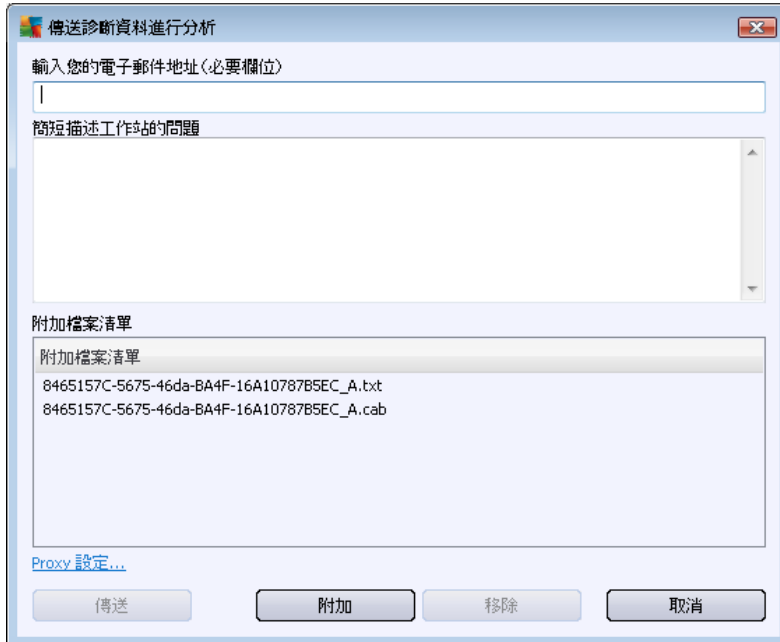 傳送診斷資料進行分析
輸入您的電子郵件地址(必要欄位)
簡短描述工作站的問題
附加檔案清單
附加檔案清單
8465157C-5675-46da-BA4F-16A10787B5EC_A.txt
8465157C-5675-46da-BA4F-16A10787B5EC_A.cab
Proxy 設定...
傳送 附加 移除 取消